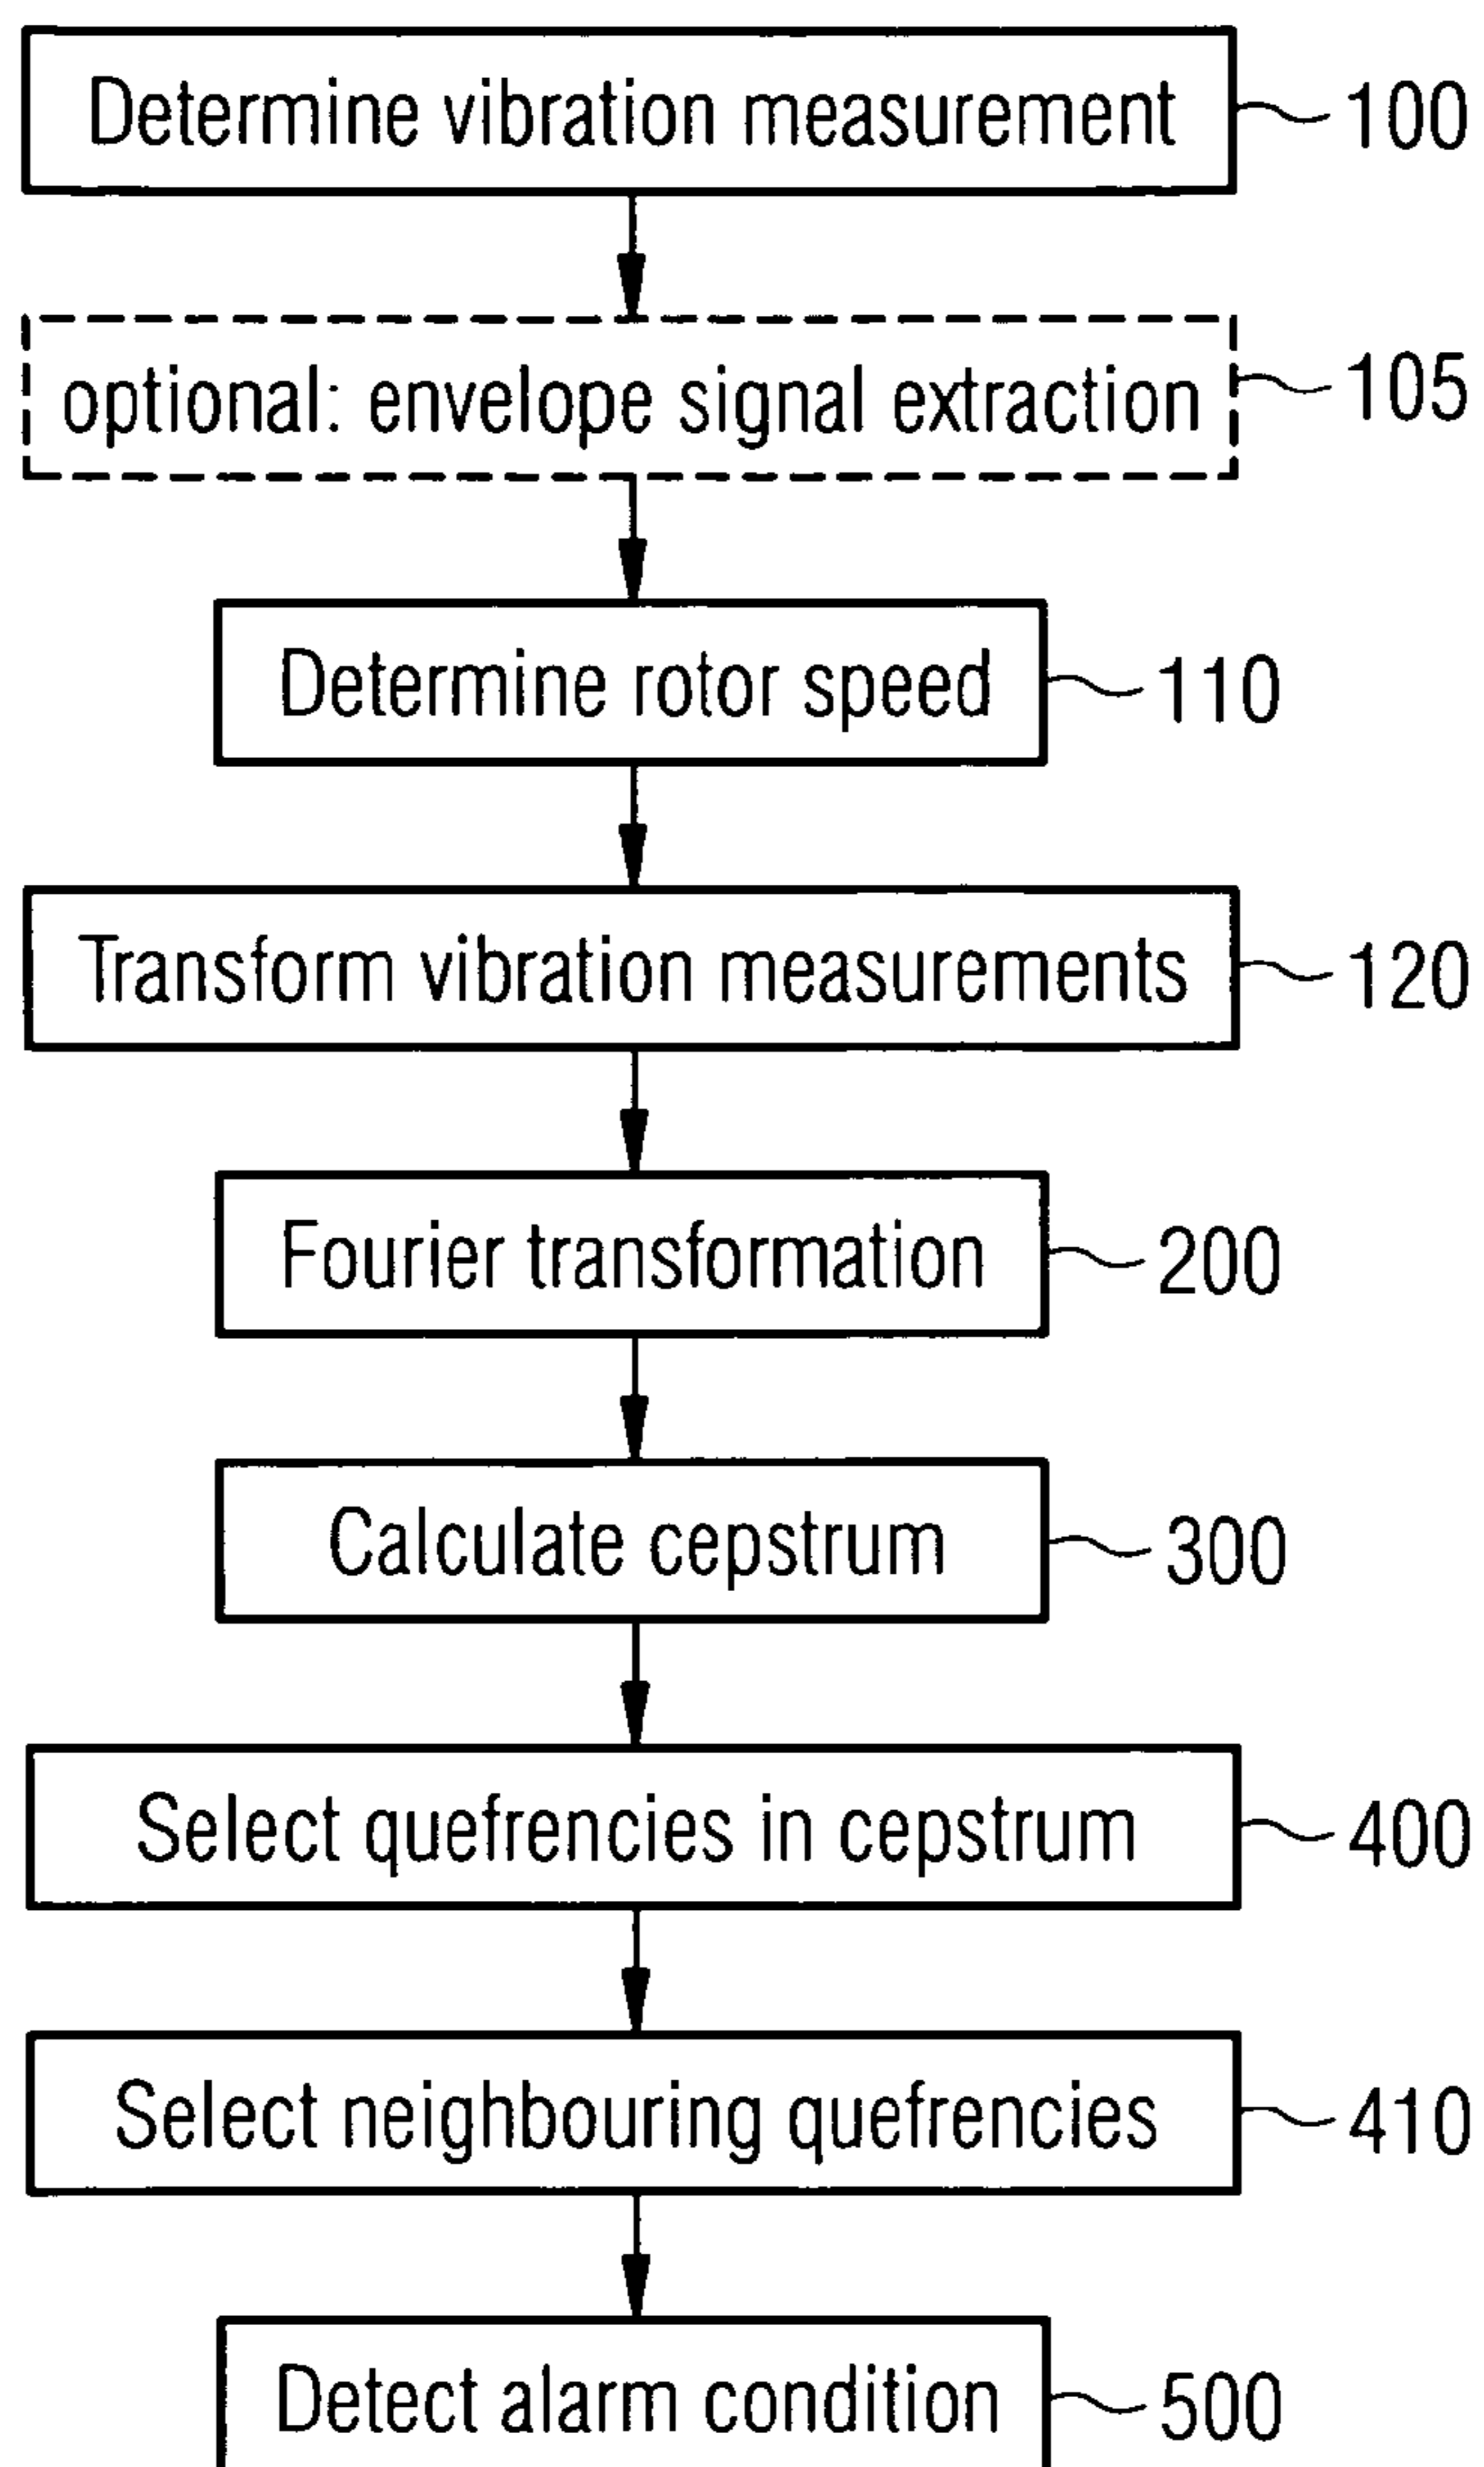 Determine vibration measurement 100
optional: envelope signal extraction 105
Determine rotor speed 110
Transform vibration measurements 120
Fourier transformation 200
Calculate cepstrum 300
Select quefrencies in cepstrum 400
Select neighbouring quefrencies 410
Detect alarm condition 500